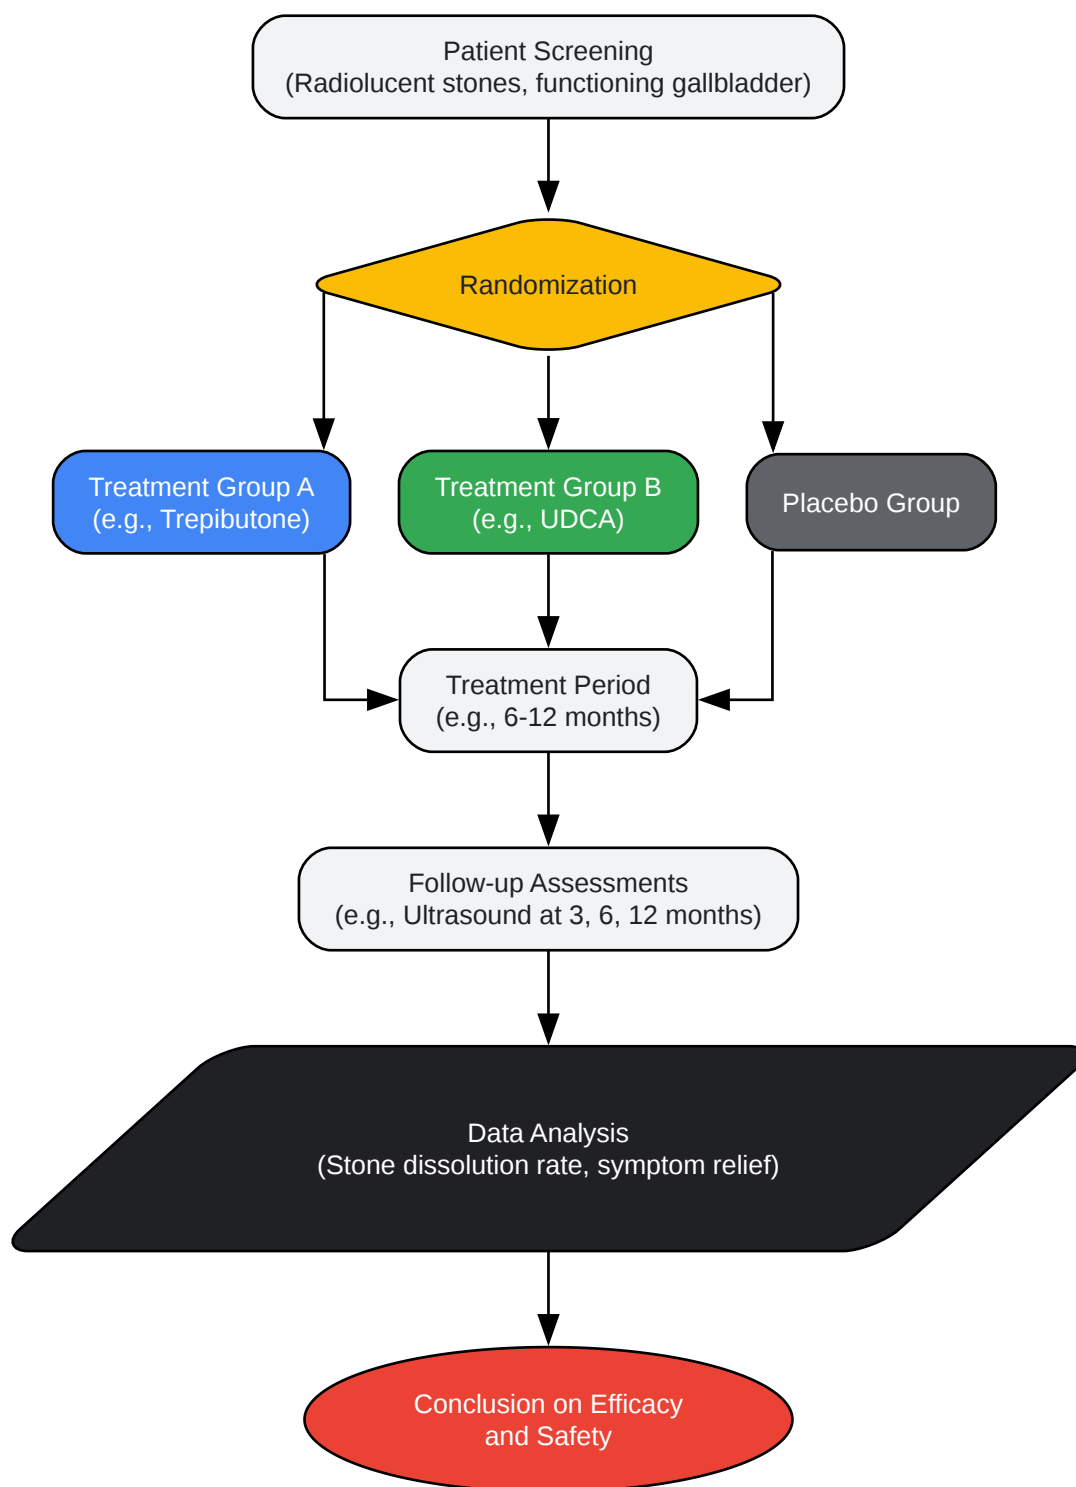 Patient Screening
(Radiolucent stones, functioning gallbladder)
Randomization
Treatment Group A
(e.g., Trepibutone)
Treatment Group B
(e.g., UDCA)
Placebo Group
Treatment Period
(e.g., 6-12 months)
Follow-up Assessments
(e.g., Ultrasound at 3, 6, 12 months)
Data Analysis
(Stone dissolution rate, symptom relief)
Conclusion on Efficacy
and Safety